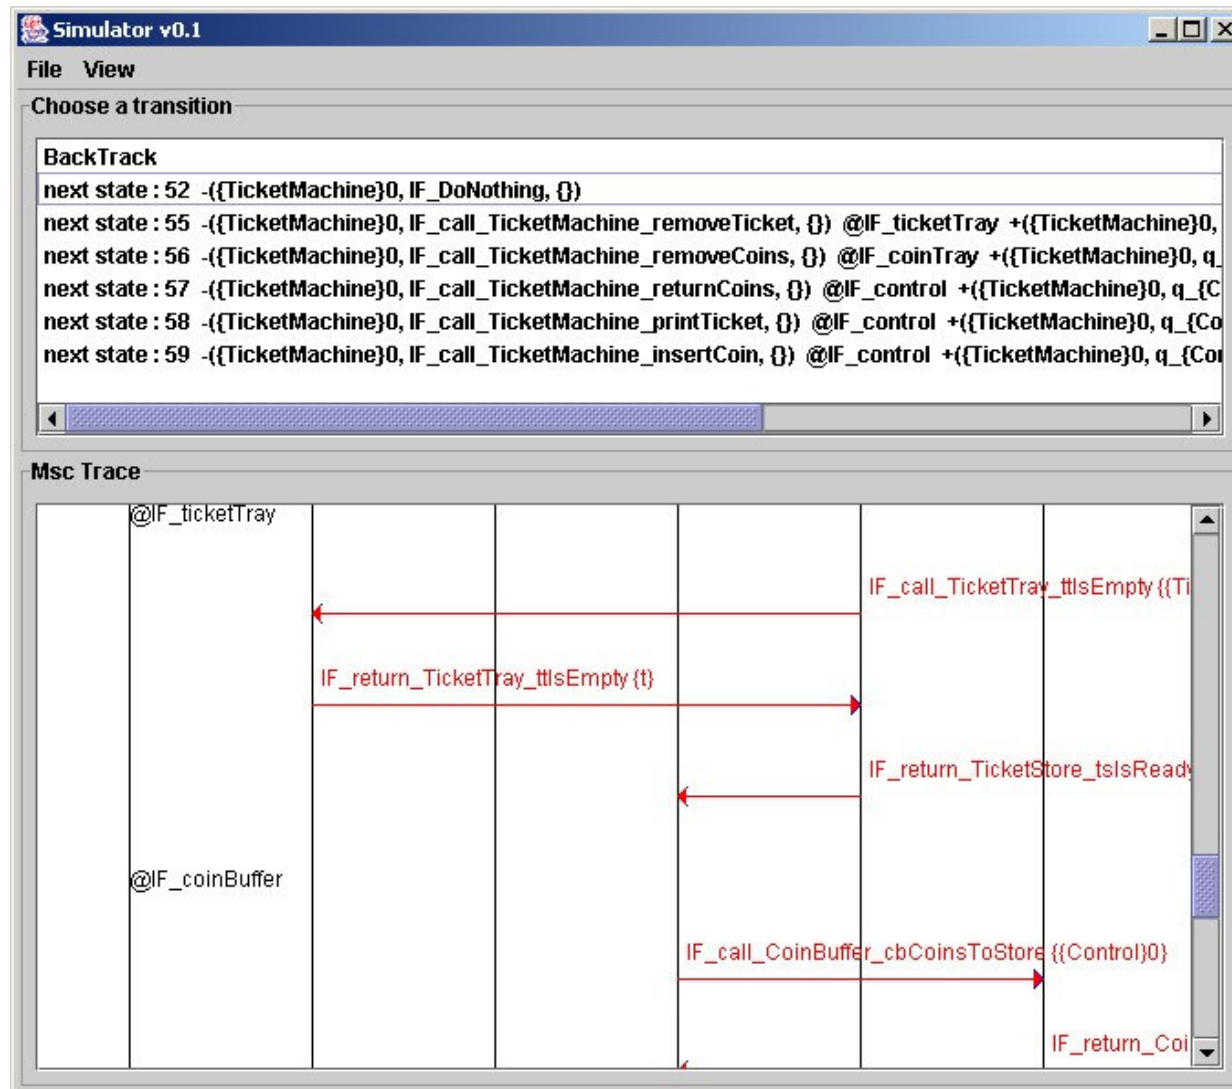 Simulator v0.1
File View
Choose a transition
BackTrack
next state : 52 -({TicketMachine}0, IF_DoNothing, {})
next state : 55 -({TicketMachine}0, IF_call_TicketMachine_removeTicket, {}) @IF_ticketTray +({TicketMachine}0,
next state : 56 -({TicketMachine}0, IF_call_TicketMachine_removeCoins, {}) @IF_coinTray +({TicketMachine}0, q_
next state : 57 -({TicketMachine}0, IF_call_TicketMachine_returnCoins, {}) @IF_control +({TicketMachine}0, q_{C
next state : 58 -({TicketMachine}0, IF_call_TicketMachine_printTicket, {}) @IF_control +({TicketMachine}0, q_{Co
next state : 59 -({TicketMachine}0, IF_call_TicketMachine_insertCoin, {}) @IF_control +({TicketMachine}0, q_{Con
Msc Trace
@IF_ticketTray
IF_call_TicketTray_ttIsEmpty {{Ti
IF_return_TicketTray_ttIsEmpty {t}
IF_return_TicketStore_tsIsReady
@IF_coinBuffer
IF_call_CoinBuffer_cbCoinsToStore {{Control}0}
IF_return_Coi